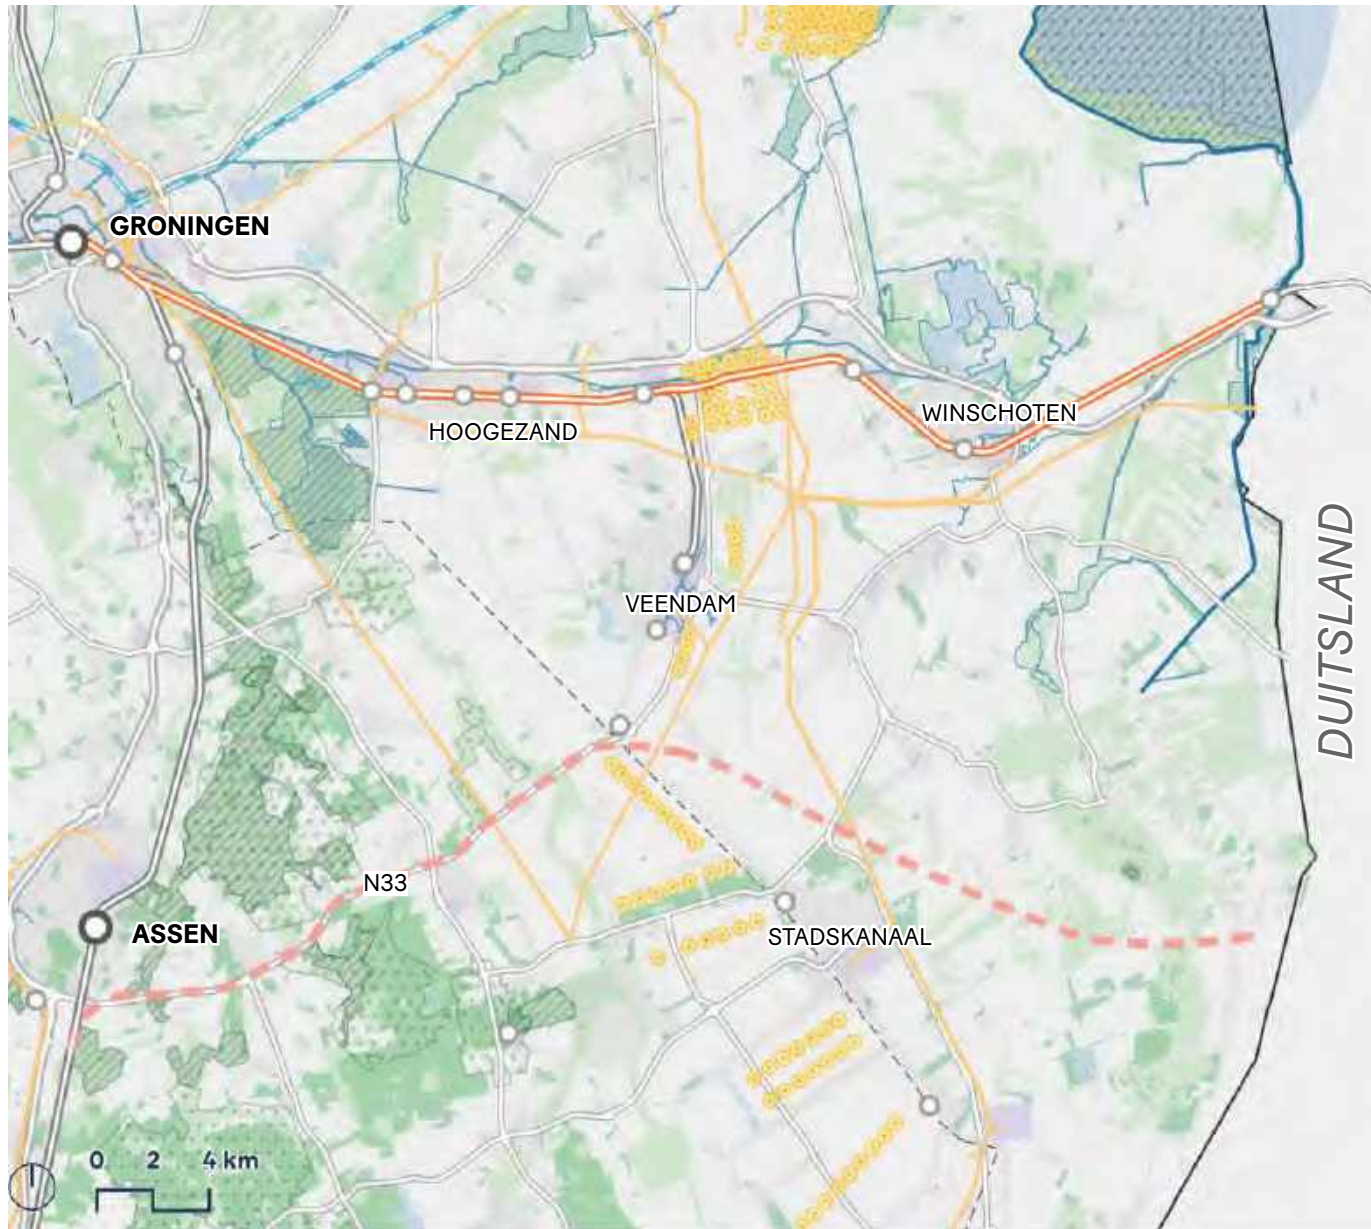 GRONINGEN
WINSCHOTEN
HOOGEZAND
DUITSLAND
VEENDAM
N33
ASSEN
STADSKANAAL
0 2 4 km